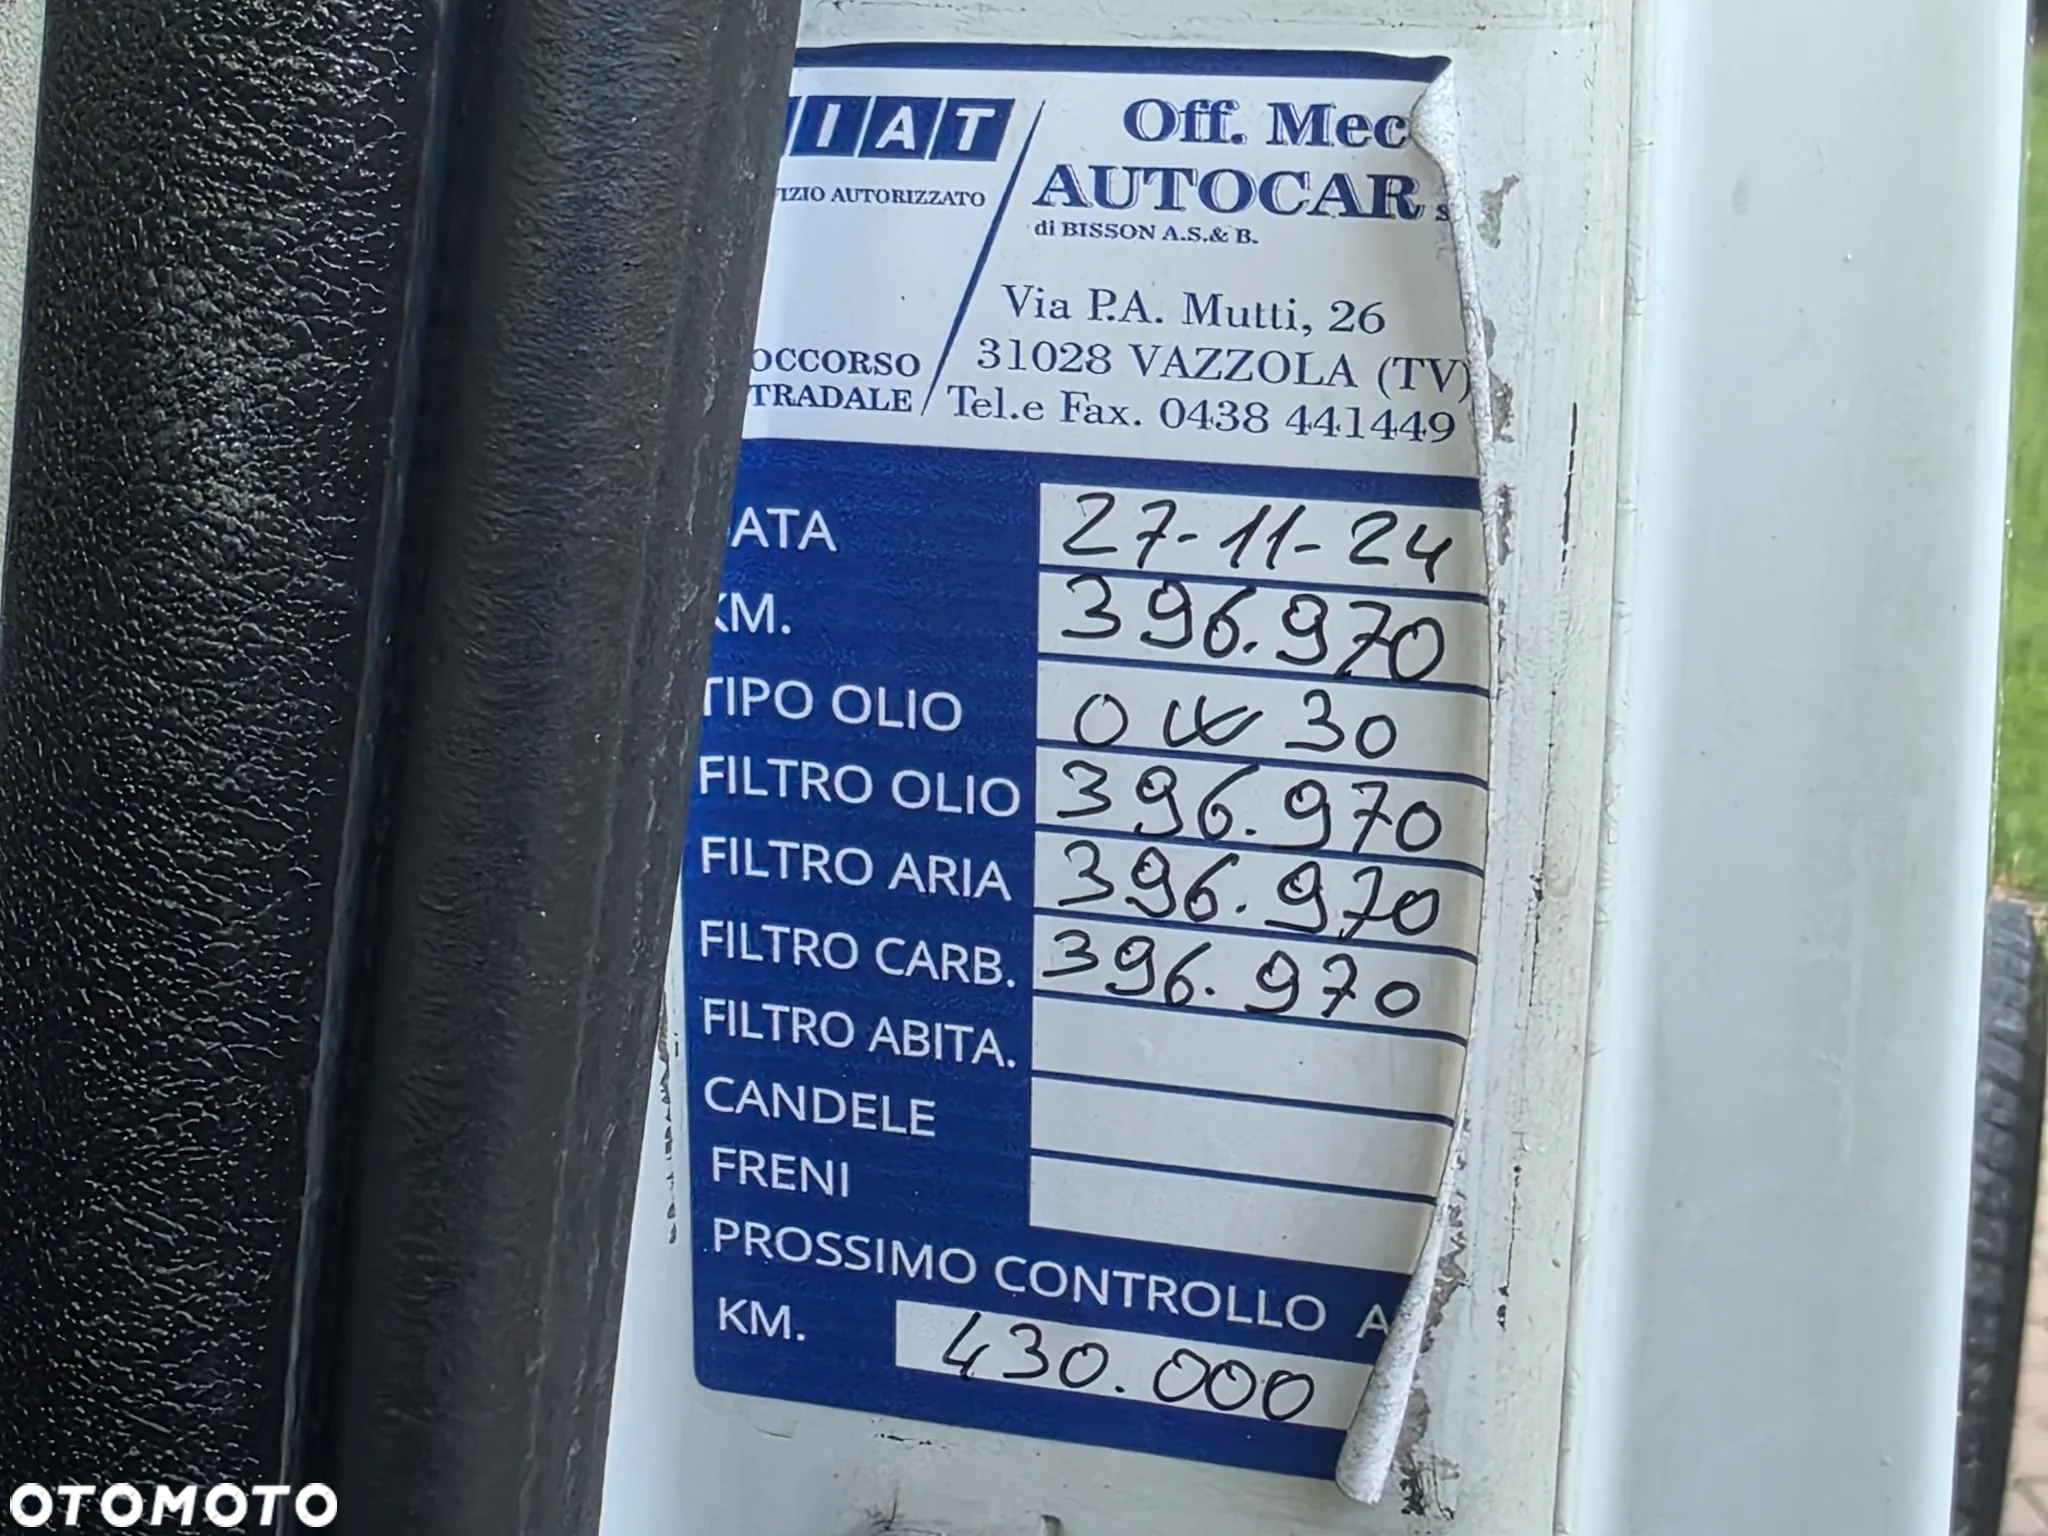 IAT
IZIO AUTORIZZATO
OCCORSO
TRADALE
Off. Mec
AUTOCAR s
di BISSON A.S.& B.
Via P.A. Mutti, 26
31028 VAZZOLA (TV)
Tel.e Fax. 0438 441449
ATA 27-11-24
KM. 396.970
TIPO OLIO 0W30
FILTRO OLIO 396.970
FILTRO ARIA 396.970
FILTRO CARB. 396.970
FILTRO ABITA.
CANDELE
FRENI
PROSSIMO CONTROLLO A
KM. 430.000
OTOMOTO